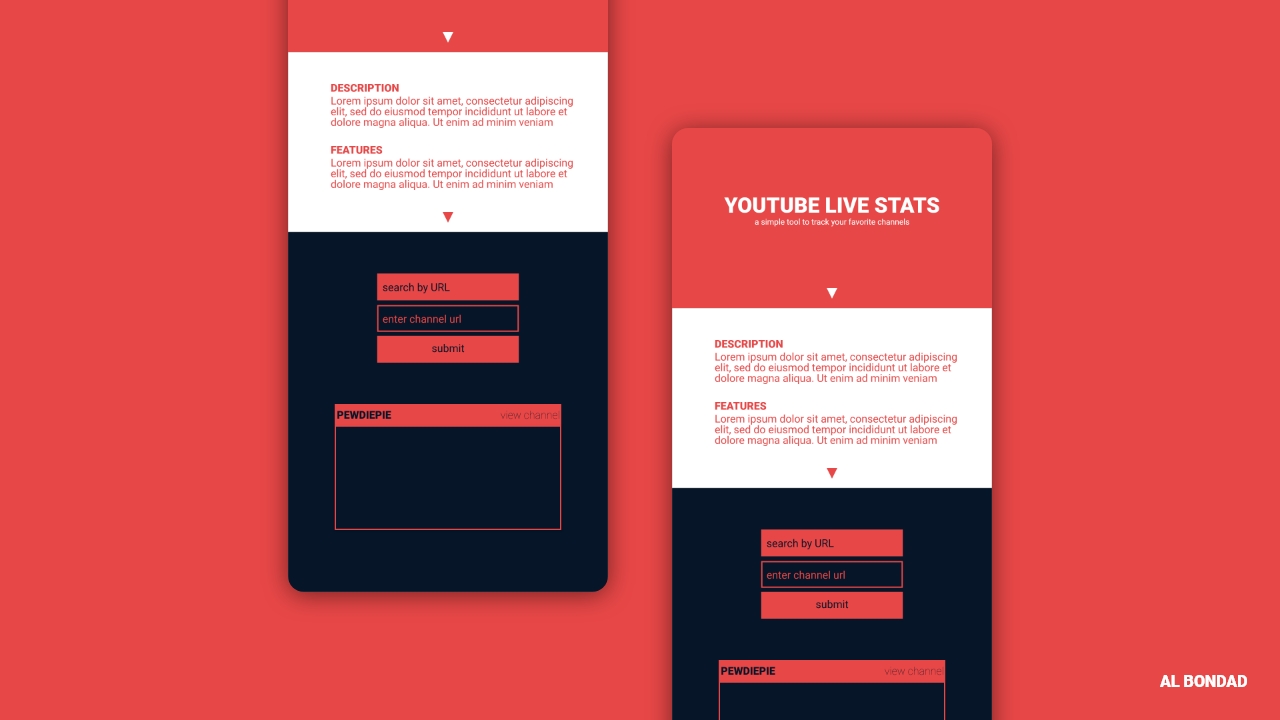 DESCRIPTION
Lorem ipsum dolor sit amet, consectetur adipiscing
elit, sed do eiusmod tempor incididunt ut labore et
dolore magna aliqua. Ut enim ad minim veniam
FEATURES
Lorem ipsum dolor sit amet, consectetur adipiscing
elit, sed do eiusmod tempor incididunt ut labore et
dolore magna aliqua. Ut enim ad minim veniam
search by URL
enter channel url
submit
PEWDIEPIE view channel
YOUTUBE LIVE STATS
a simple tool to track your favorite channels
DESCRIPTION
Lorem ipsum dolor sit amet, consectetur adipiscing
elit, sed do eiusmod tempor incididunt ut labore et
dolore magna aliqua. Ut enim ad minim veniam
FEATURES
Lorem ipsum dolor sit amet, consectetur adipiscing
elit, sed do eiusmod tempor incididunt ut labore et
dolore magna aliqua. Ut enim ad minim veniam
search by URL
enter channel url
submit
PEWDIEPIE view channel
AL BONDAD